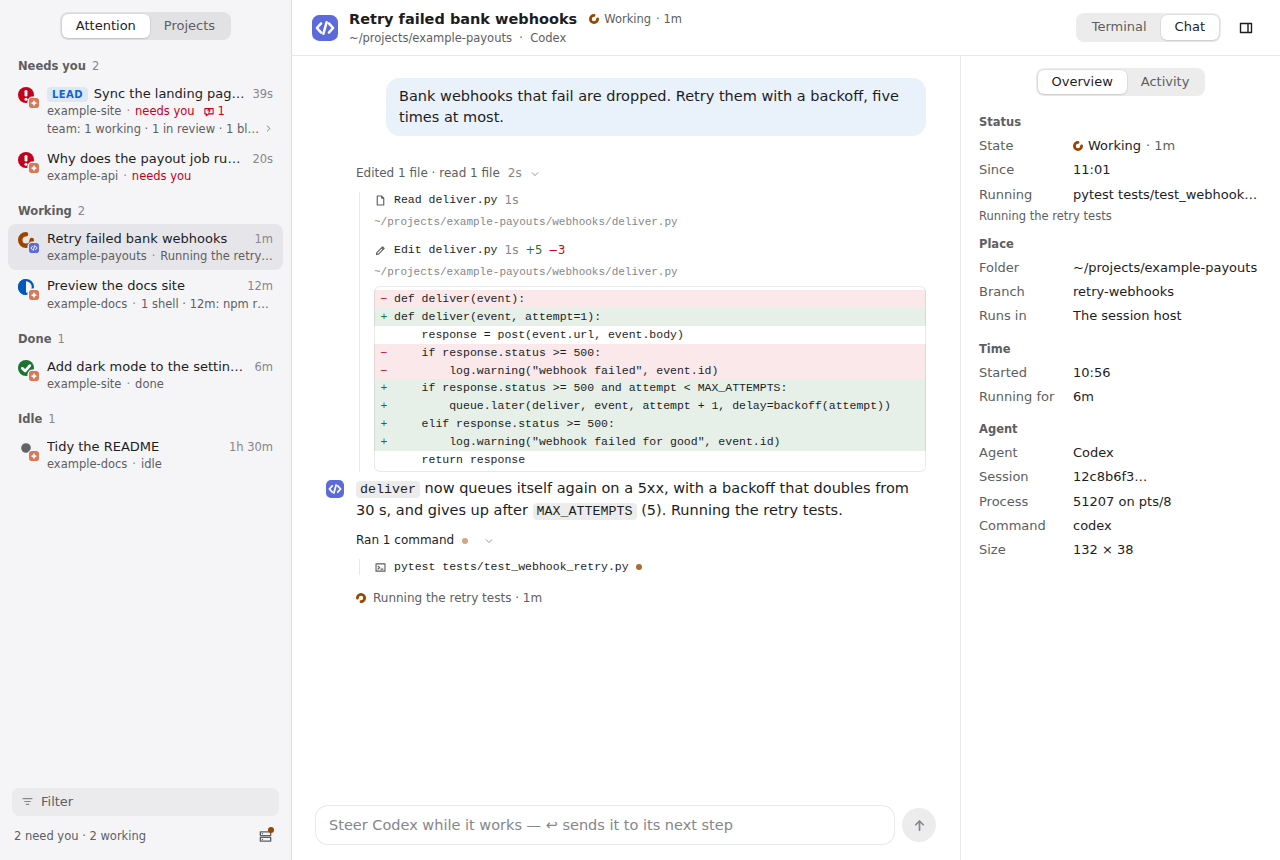 Attention Projects
Needs you 2
LEAD Sync the landing pag… 39s
example-site · needs you 1
team: 1 working · 1 in review · 1 bl…
Why does the payout job ru… 20s
example-api · needs you
Working 2
Retry failed bank webhooks 1m
example-payouts · Running the retry…
Preview the docs site 12m
example-docs · 1 shell · 12m: npm r…
Done 1
Add dark mode to the settin… 6m
example-site · done
Idle 1
Tidy the README 1h 30m
example-docs · idle
Filter
2 need you · 2 working
Retry failed bank webhooks Working · 1m
~/projects/example-payouts · Codex
Terminal Chat
Bank webhooks that fail are dropped. Retry them with a backoff, five
times at most.
Edited 1 file · read 1 file 2s
Read deliver.py 1s
~/projects/example-payouts/webhooks/deliver.py
Edit deliver.py 1s +5 −3
~/projects/example-payouts/webhooks/deliver.py
− def deliver(event):
+ def deliver(event, attempt=1):
response = post(event.url, event.body)
− if response.status >= 500:
− log.warning("webhook failed", event.id)
+ if response.status >= 500 and attempt < MAX_ATTEMPTS:
+ queue.later(deliver, event, attempt + 1, delay=backoff(attempt))
+ elif response.status >= 500:
+ log.warning("webhook failed for good", event.id)
return response
deliver now queues itself again on a 5xx, with a backoff that doubles from
30 s, and gives up after MAX_ATTEMPTS (5). Running the retry tests.
Ran 1 command
pytest tests/test_webhook_retry.py
Running the retry tests · 1m
Steer Codex while it works — ↩ sends it to its next step
Overview Activity
Status
State Working · 1m
Since 11:01
Running pytest tests/test_webhook…
Running the retry tests
Place
Folder ~/projects/example-payouts
Branch retry-webhooks
Runs in The session host
Time
Started 10:56
Running for 6m
Agent
Agent Codex
Session 12c8b6f3…
Process 51207 on pts/8
Command codex
Size 132 × 38